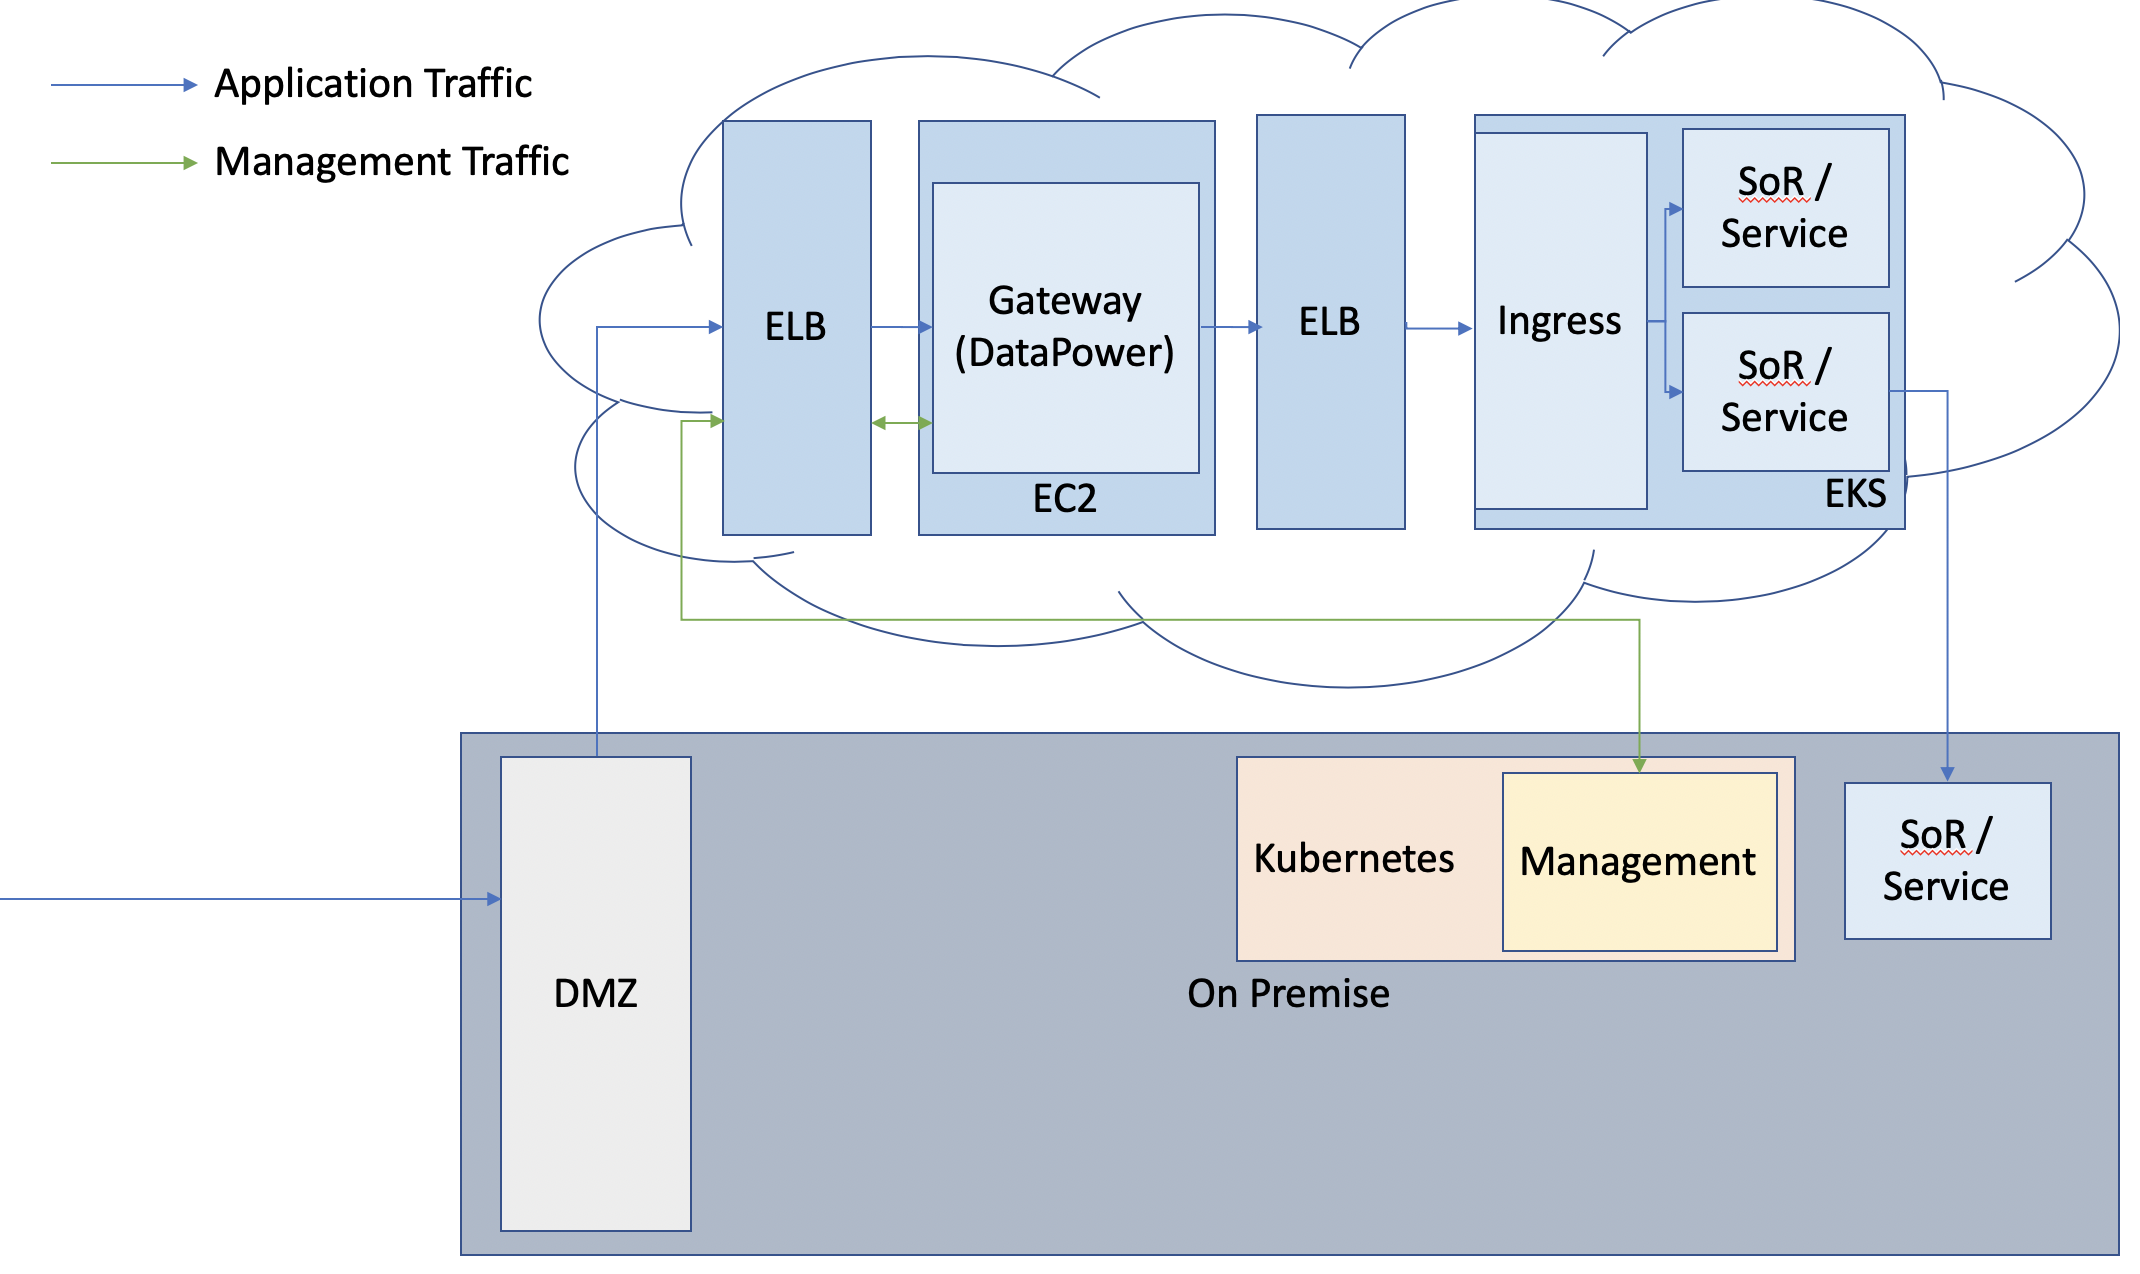 Application Traffic
Management Traffic
ELB
Gateway
(DataPower)
EC2
ELB
Ingress
SoR /
Service
SoR /
Service
EKS
DMZ
Kubernetes
Management
On Premise
SoR /
Service